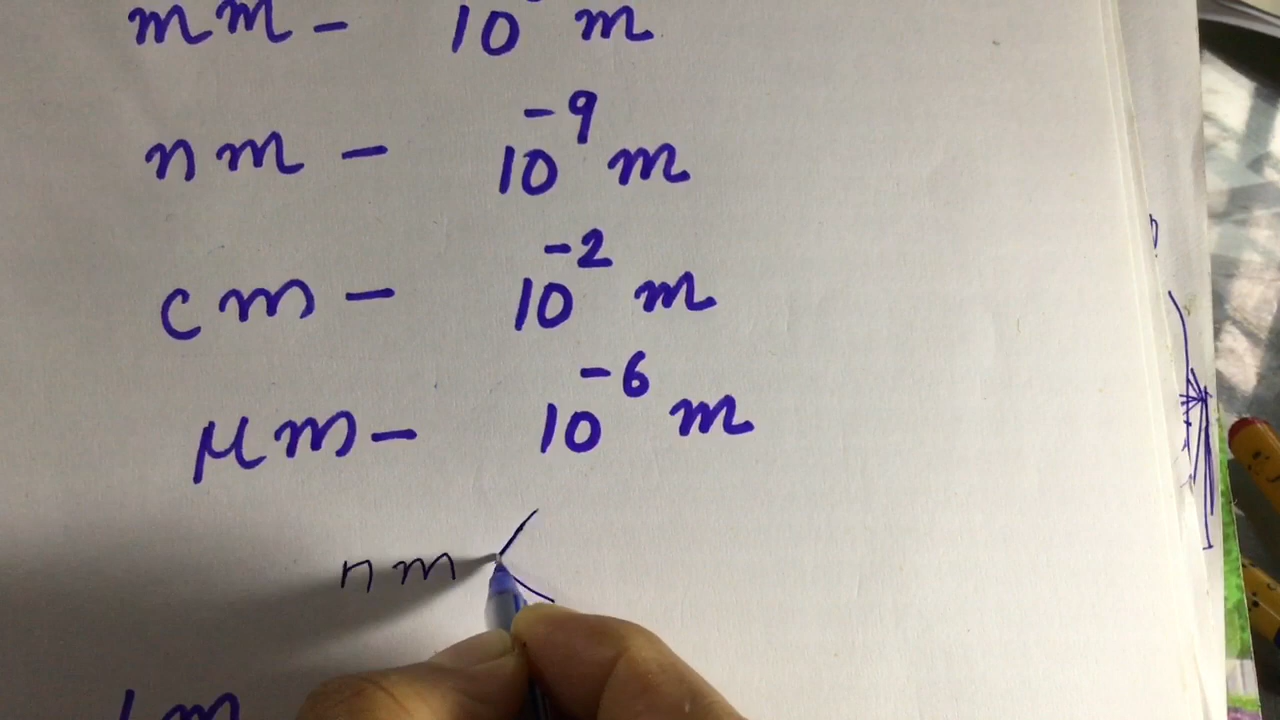 mm - 10 m
nm - 10⁻⁹ m
cm - 10⁻² m
μm - 10⁻⁶ m
nm <
m